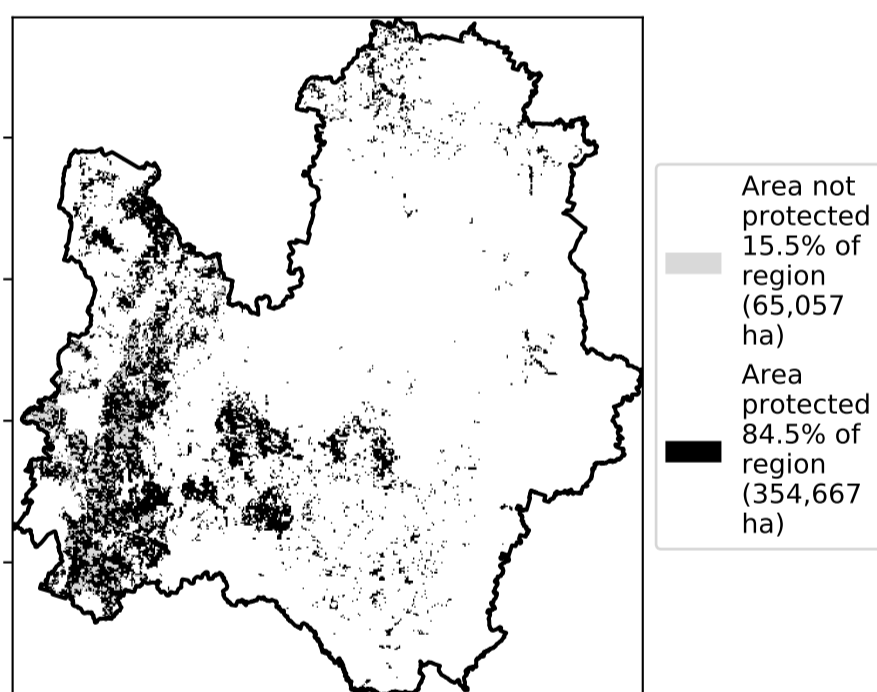 Area not
protected
15.5% of
region
(65,057
ha)
Area
protected
84.5% of
region
(354,667
ha)